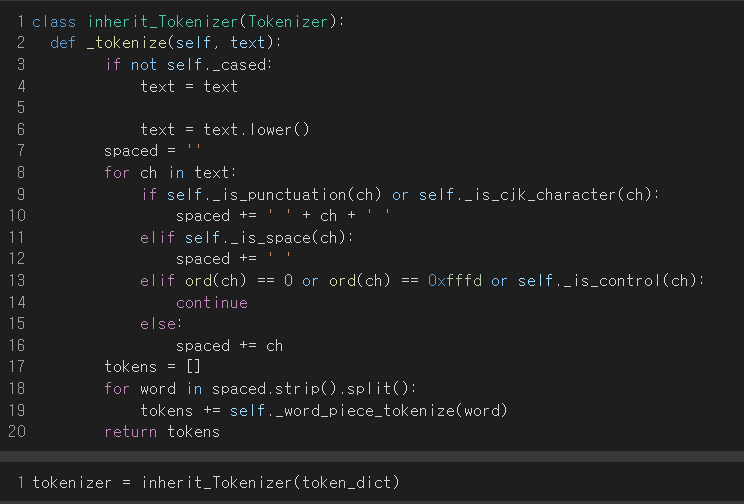 1 class inherit_Tokenizer(Tokenizer):
2   def _tokenize(self, text):
3         if not self._cased:
4             text = text
5
6             text = text.lower()
7         spaced = ''
8         for ch in text:
9             if self._is_punctuation(ch) or self._is_cjk_character(ch):
10                 spaced += ' ' + ch + ' '
11             elif self._is_space(ch):
12                 spaced += ' '
13             elif ord(ch) == 0 or ord(ch) == 0xfffd or self._is_control(ch):
14                 continue
15             else:
16                 spaced += ch
17         tokens = []
18         for word in spaced.strip().split():
19             tokens += self._word_piece_tokenize(word)
20         return tokens
1 tokenizer = inherit_Tokenizer(token_dict)